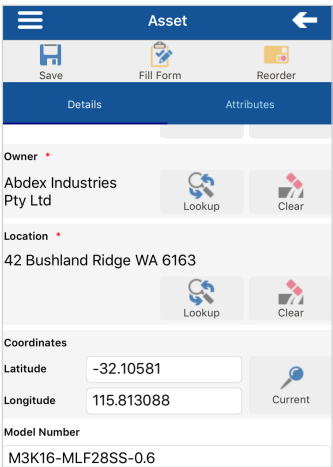 Asset
Save Fill Form Reorder
Details Attributes
Owner *
Abdex Industries
Pty Ltd
Lookup Clear
Location *
42 Bushland Ridge WA 6163
Lookup Clear
Coordinates
Latitude -32.10581
Longitude 115.813088
Current
Model Number
M3K16-MLF28SS-0.6